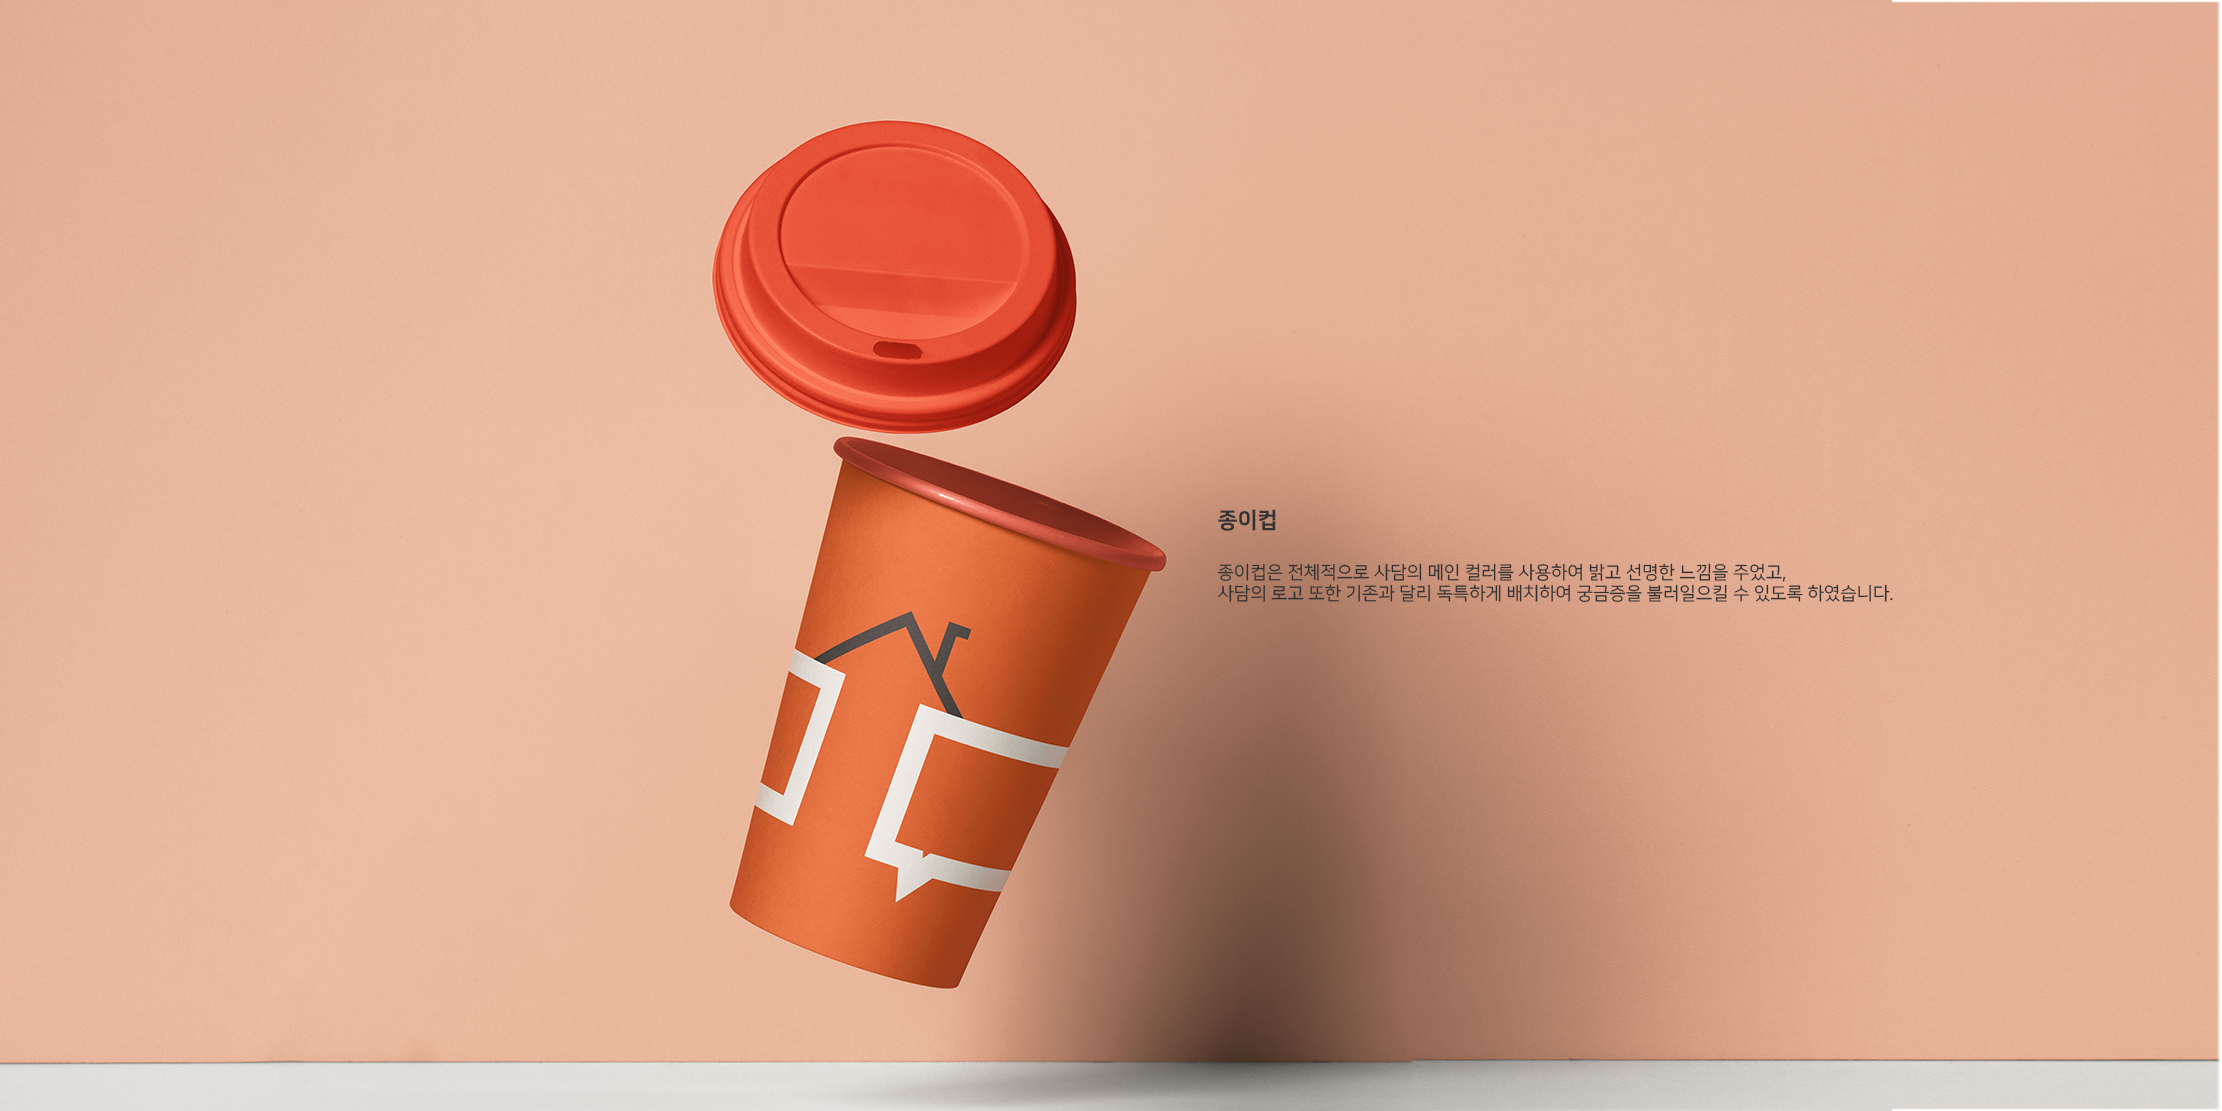 종이컵
종이컵은 전체적으로 사담의 메인 컬러를 사용하여 밝고 선명한 느낌을 주었고,
사담의 로고 또한 기존과 달리 독특하게 배치하여 궁금증을 불러일으킬 수 있도록 하였습니다.